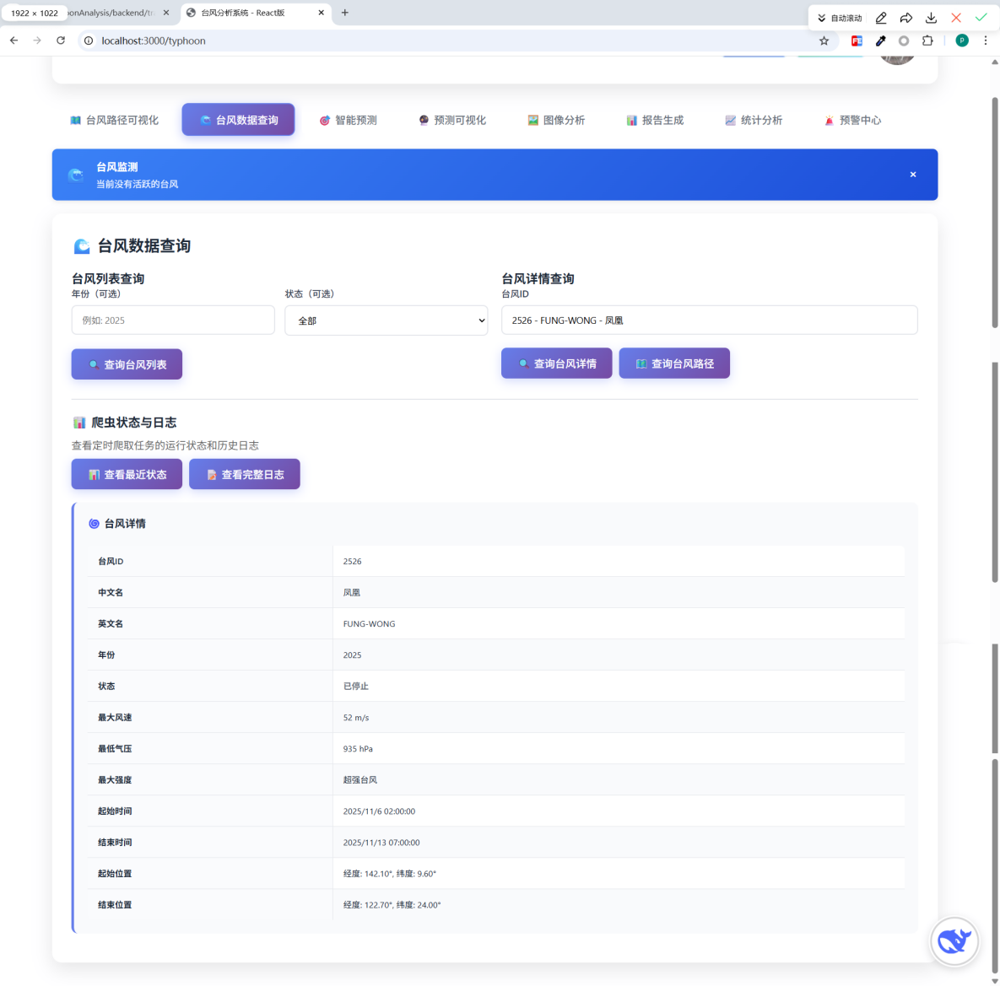 1922 × 1022
onAnalysis/backend/tr
台风分析系统 - React版
自动滚动
localhost:3000/typhoon
P
台风路径可视化
台风数据查询
智能预测
预测可视化
图像分析
报告生成
统计分析
预警中心
台风监测
当前没有活跃的台风
台风数据查询
台风列表查询
年份（可选）
状态（可选）
例如: 2025
全部
查询台风列表
台风详情查询
台风ID
2526 - FUNG-WONG - 凤凰
查询台风详情
查询台风路径
爬虫状态与日志
查看定时爬取任务的运行状态和历史日志
查看最近状态
查看完整日志
台风详情
台风ID 2526
中文名 凤凰
英文名 FUNG-WONG
年份 2025
状态 已停止
最大风速 52 m/s
最低气压 935 hPa
最大强度 超强台风
起始时间 2025/11/6 02:00:00
结束时间 2025/11/13 07:00:00
起始位置 经度: 142.10°, 纬度: 9.60°
结束位置 经度: 122.70°, 纬度: 24.00°